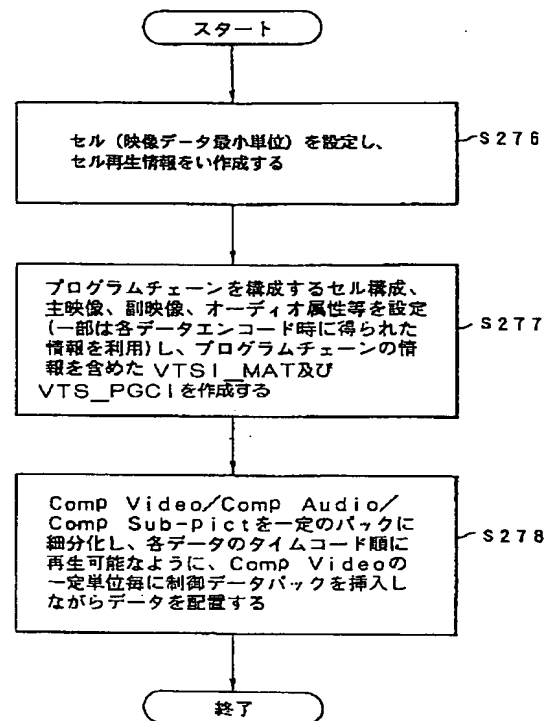 スタート
セル（映像データ最小単位）を設定し、
セル再生情報をい作成する
S276
プログラムチェーンを構成するセル構成、
主映像、副映像、オーディオ属性等を設定
(一部は各データエンコード時に得られた
情報を利用)し、プログラムチェーンの情
報を含めた VTSI_MAT及び
VTS_PGCIを作成する
S277
Comp Video/Comp Audio/
Comp Sub-pictを一定のパックに
細分化し、各データのタイムコード順に
再生可能なように、Comp Videoの
一定単位毎に制御データパックを挿入し
ながらデータを配置する
S278
終了